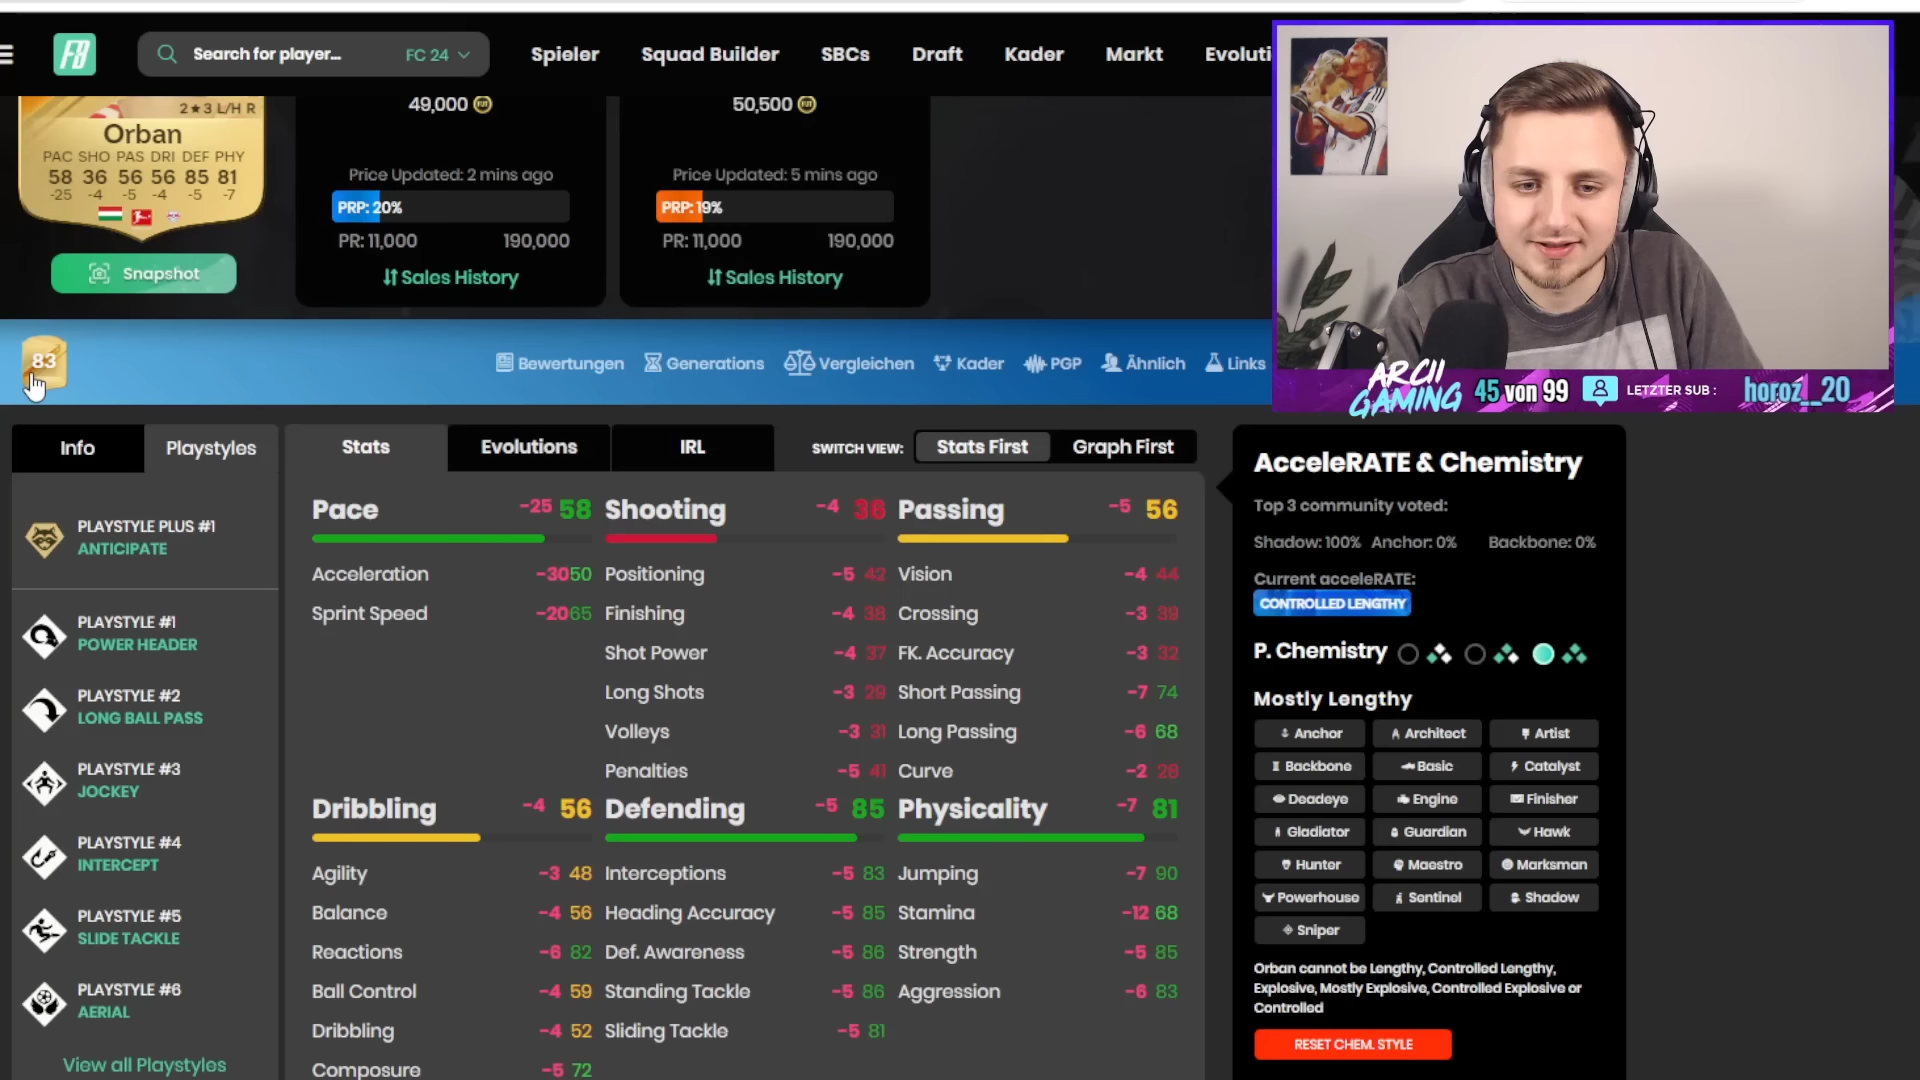 Search for player...
FC 24
Spieler
Squad Builder
SBCs
Draft
Kader
Markt
Evoluti
2★3 L/H R
Orban
PAC SHO PAS DRI DEF PHY
58 36 56 56 85 81
-25 -4 -5 -4 -5 -7
Snapshot
49,000
Price Updated: 2 mins ago
PRP: 20%
PR: 11,000
190,000
Sales History
50,500
Price Updated: 5 mins ago
PRP: 19%
PR: 11,000
190,000
Sales History
ARCII
GAMING
45 von 99
LETZTER SUB :
horoz__20
83
Bewertungen
Generations
Vergleichen
Kader
PGP
Ähnlich
Links
Info
Playstyles
PLAYSTYLE PLUS #1
ANTICIPATE
PLAYSTYLE #1
POWER HEADER
PLAYSTYLE #2
LONG BALL PASS
PLAYSTYLE #3
JOCKEY
PLAYSTYLE #4
INTERCEPT
PLAYSTYLE #5
SLIDE TACKLE
PLAYSTYLE #6
AERIAL
View all Playstyles
Stats
Evolutions
IRL
SWITCH VIEW:
Stats First
Graph First
Pace -25 58
Acceleration -30 50
Sprint Speed -20 65
Shooting -4 36
Positioning -5 42
Finishing -4 38
Shot Power -4 37
Long Shots -3 29
Volleys -3 31
Penalties -5 41
Passing -5 56
Vision -4 44
Crossing -3 39
FK. Accuracy -3 32
Short Passing -7 74
Long Passing -6 68
Curve -2 28
Dribbling -4 56
Agility -3 48
Balance -4 56
Reactions -6 82
Ball Control -4 59
Dribbling -4 52
Composure -5 72
Defending -5 85
Interceptions -5 83
Heading Accuracy -5 85
Def. Awareness -5 86
Standing Tackle -5 86
Sliding Tackle -5 81
Physicality -7 81
Jumping -7 90
Stamina -12 68
Strength -5 85
Aggression -6 83
AcceleRATE & Chemistry
Top 3 community voted:
Shadow: 100% Anchor: 0% Backbone: 0%
Current acceleRATE:
CONTROLLED LENGTHY
P. Chemistry
Mostly Lengthy
Anchor
Architect
Artist
Backbone
Basic
Catalyst
Deadeye
Engine
Finisher
Gladiator
Guardian
Hawk
Hunter
Maestro
Marksman
Powerhouse
Sentinel
Shadow
Sniper
Orban cannot be Lengthy, Controlled Lengthy,
Explosive, Mostly Explosive, Controlled Explosive or
Controlled
RESET CHEM. STYLE